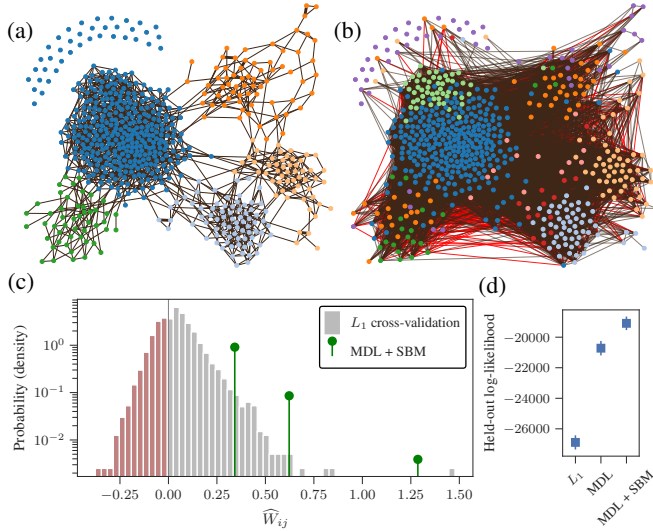 (a)
(b)
(c)
Probability (density)
10⁰
10⁻¹
10⁻²
L₁ cross-validation
MDL + SBM
−0.25 0.00 0.25 0.50 0.75 1.00 1.25 1.50
Ŵᵢⱼ
(d)
Held-out log-likelihood
−20000
−22000
−24000
−26000
L₁
MDL
MDL + SBM